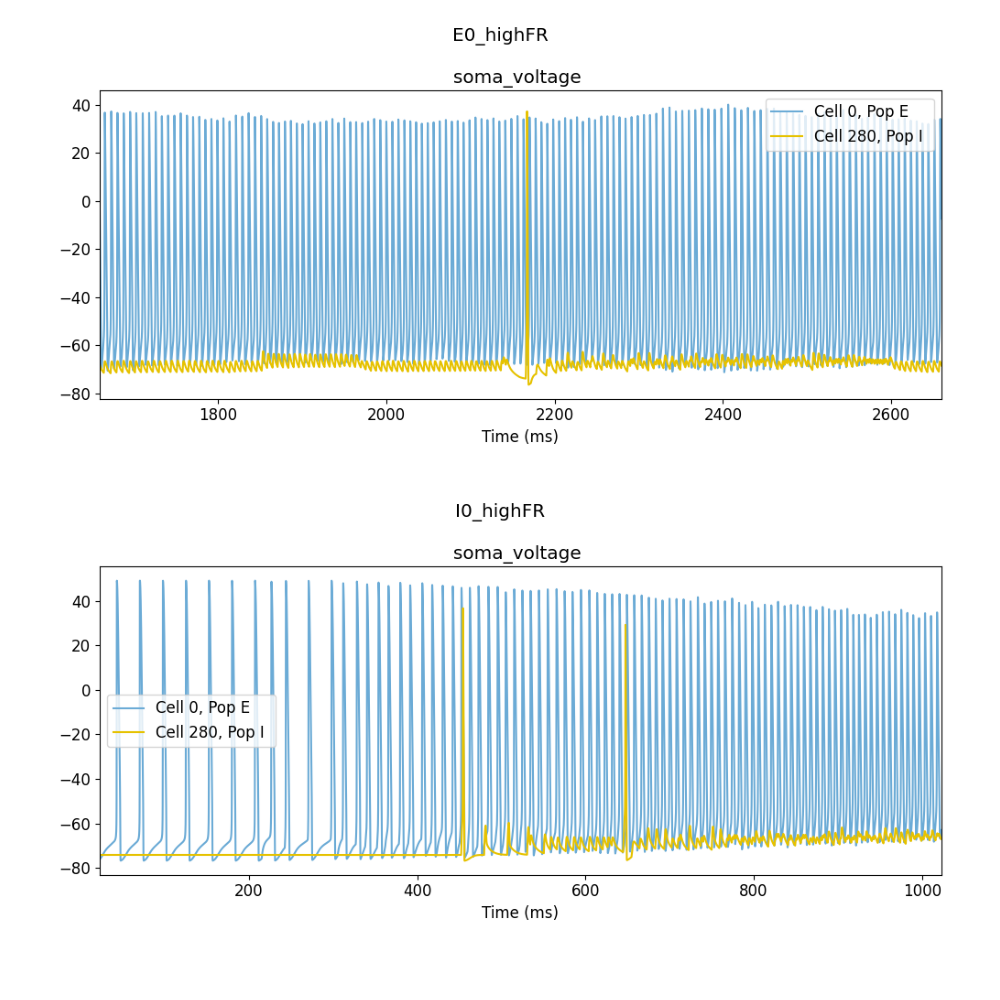 E0_highFR
soma_voltage
40
20
0
−20
−40
−60
−80
Cell 0, Pop E
Cell 280, Pop I
1800 2000 2200 2400 2600
Time (ms)
I0_highFR
soma_voltage
40
20
0
−20
−40
−60
−80
Cell 0, Pop E
Cell 280, Pop I
200 400 600 800 1000
Time (ms)